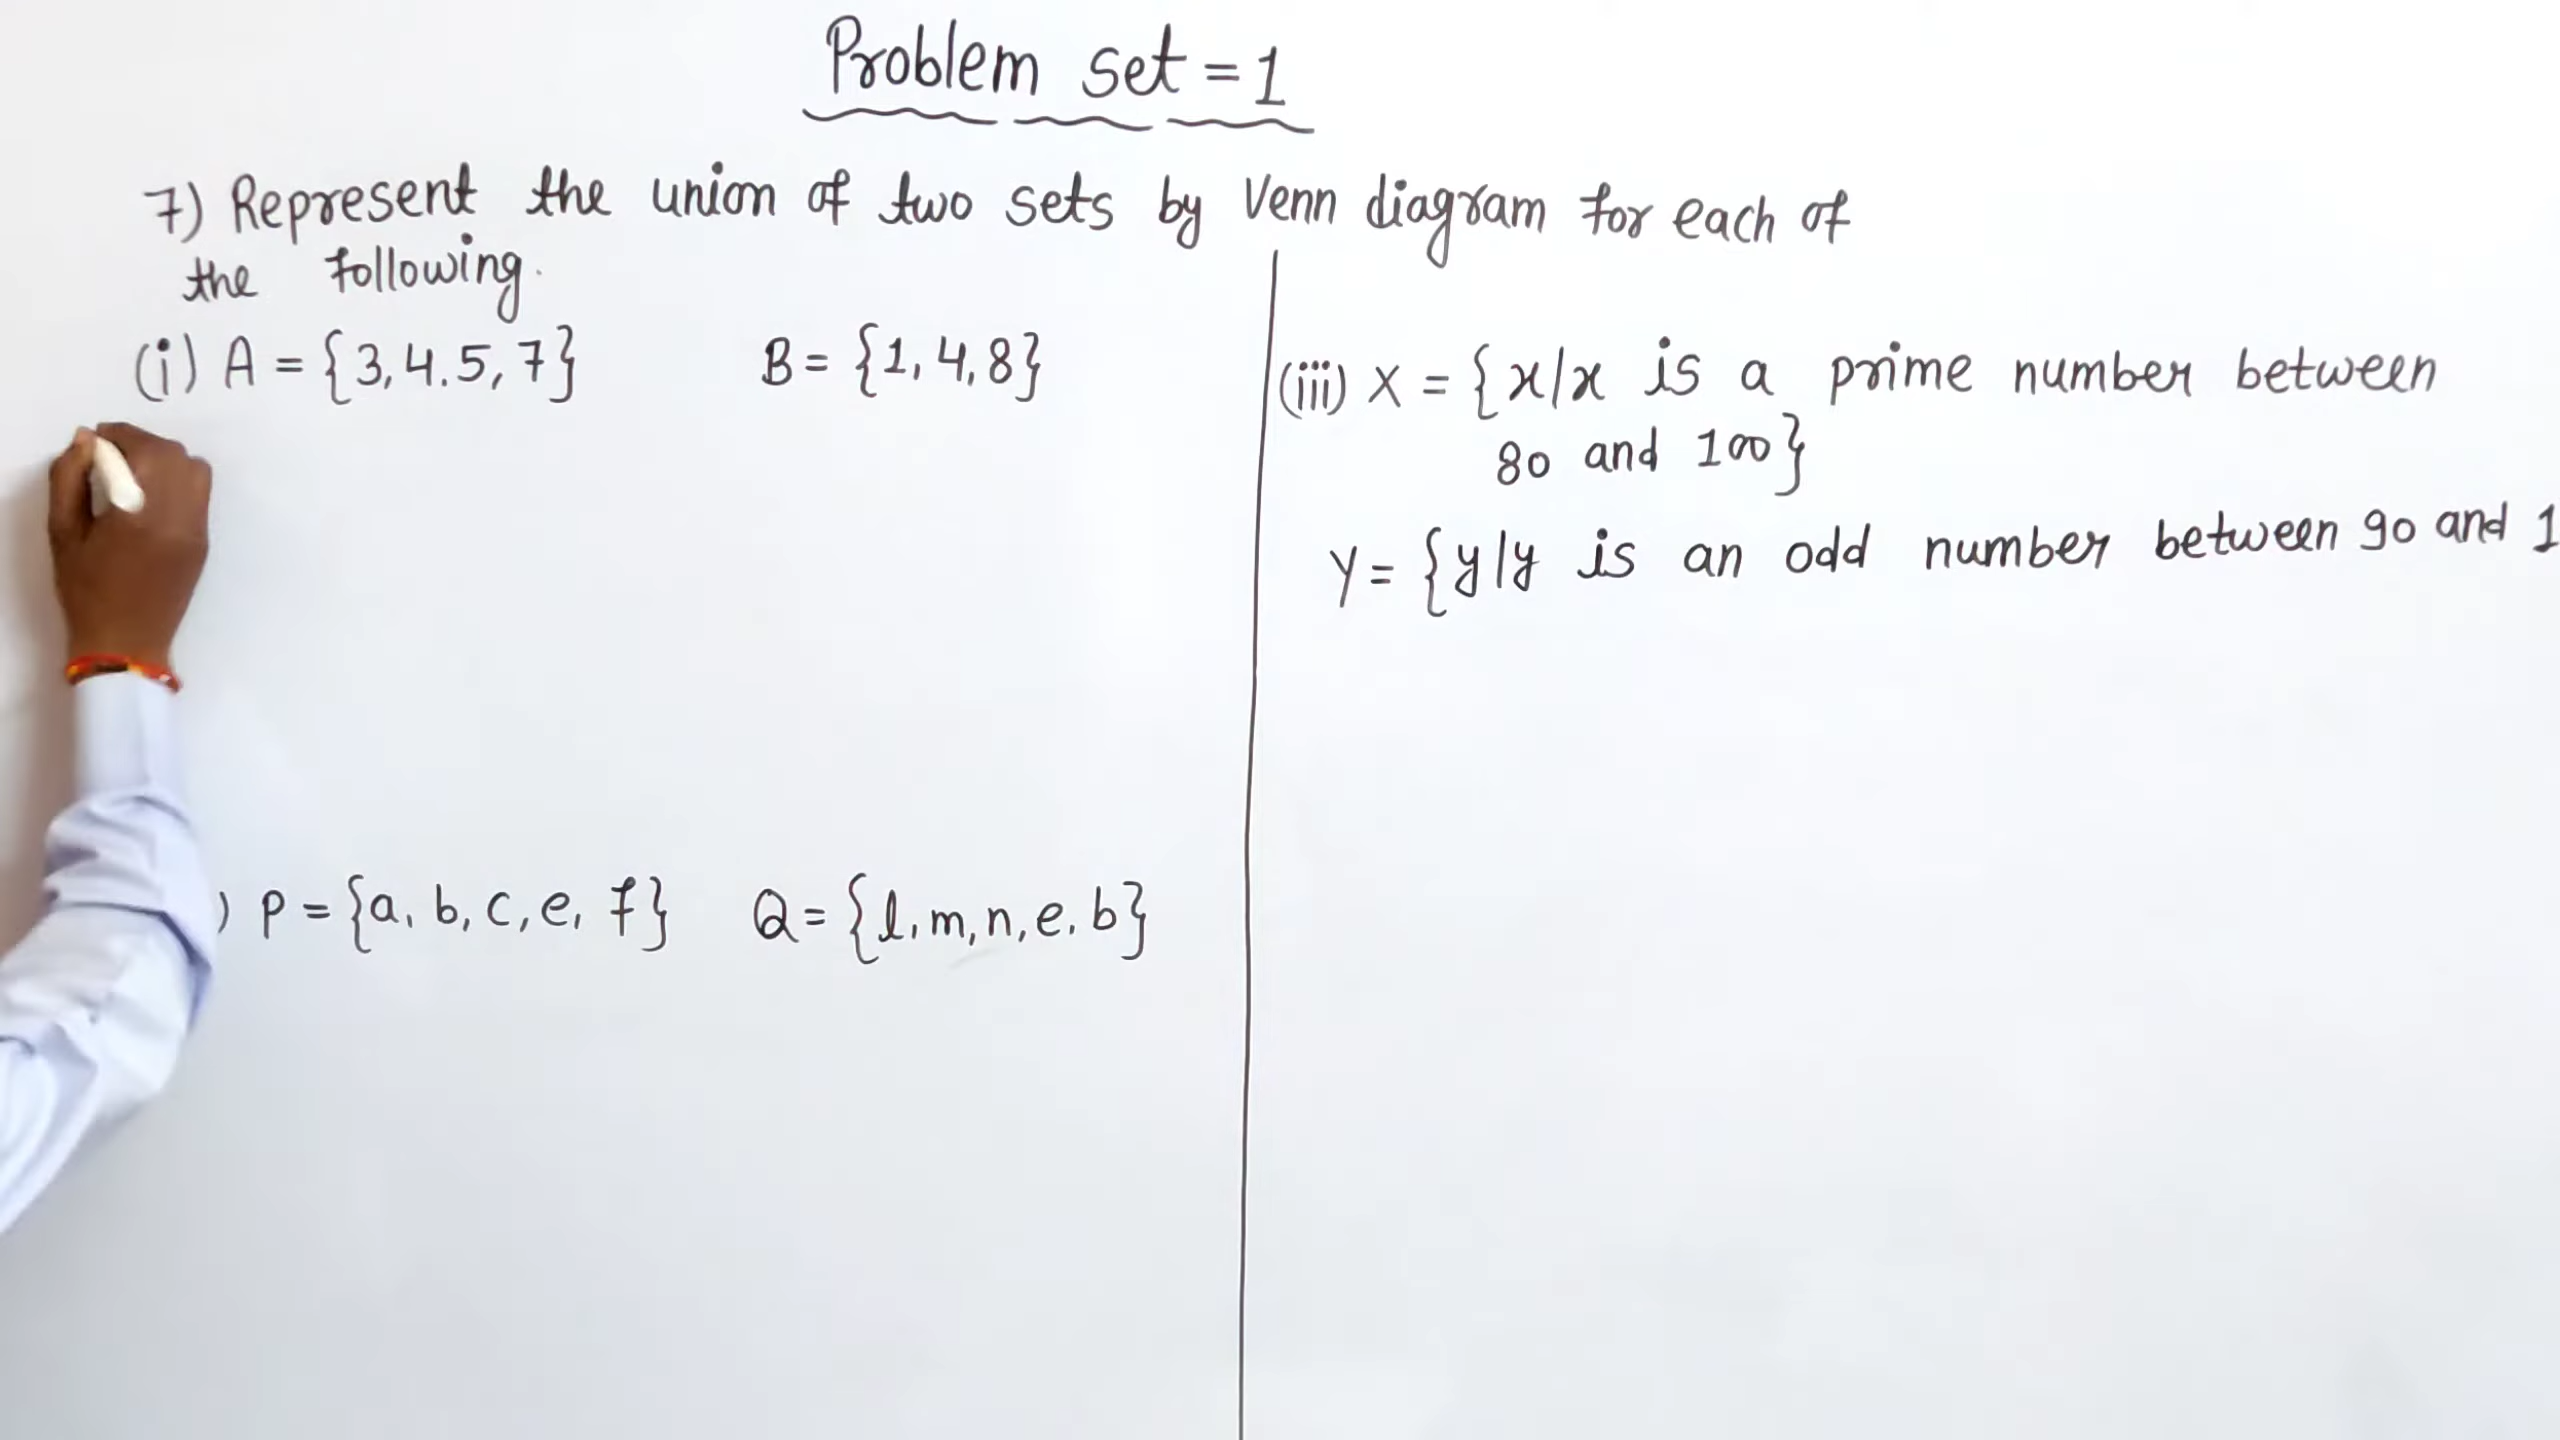 Problem set = 1
7) Represent the union of two sets by Venn diagram for each of
the following.
(i) A = {3,4.5,7} B = {1,4,8}
) P = {a, b, c, e, f} Q = {l, m, n, e, b}
(iii) X = {x/x is a prime number between
80 and 100}
Y = {y/y is an odd number between 90 and 1